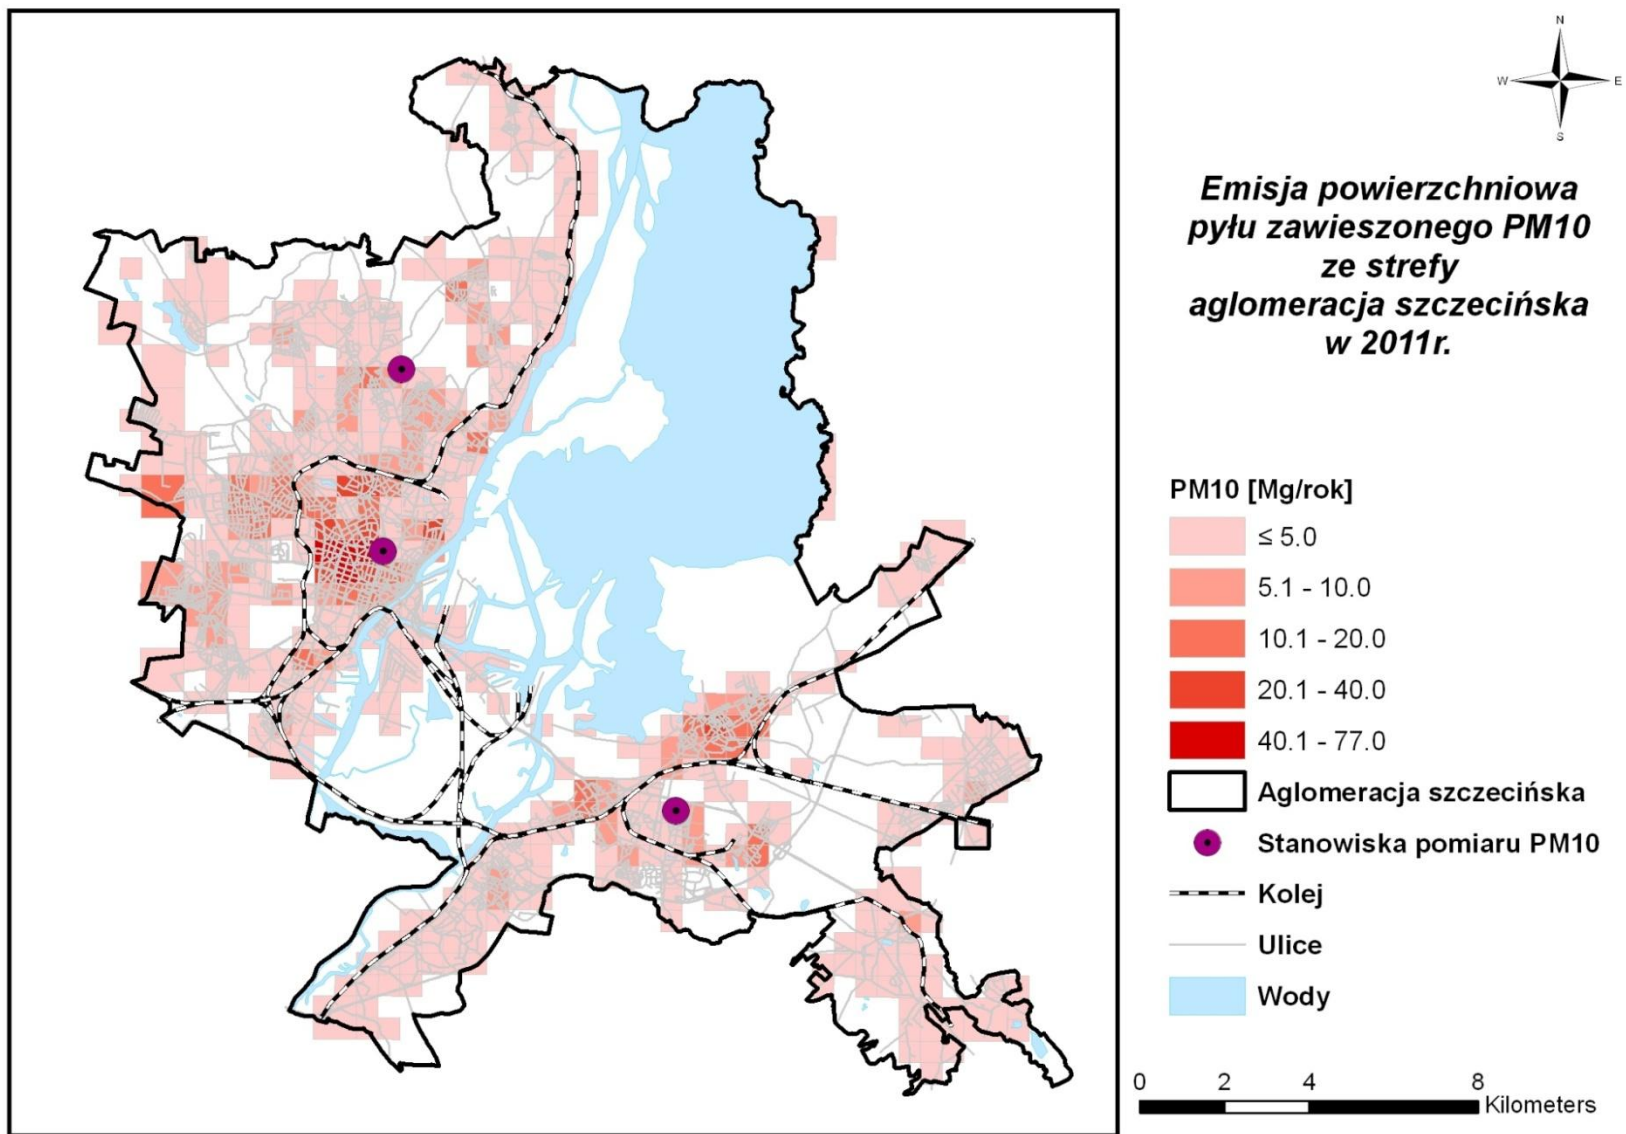 N
W
E
S
Emisja powierzchniowa
pyłu zawieszonego PM10
ze strefy
aglomeracja szczecińska
w 2011r.
PM10 [Mg/rok]
≤ 5.0
5.1 - 10.0
10.1 - 20.0
20.1 - 40.0
40.1 - 77.0
Aglomeracja szczecińska
Stanowiska pomiaru PM10
Kolej
Ulice
Wody
0 2 4 8
Kilometers